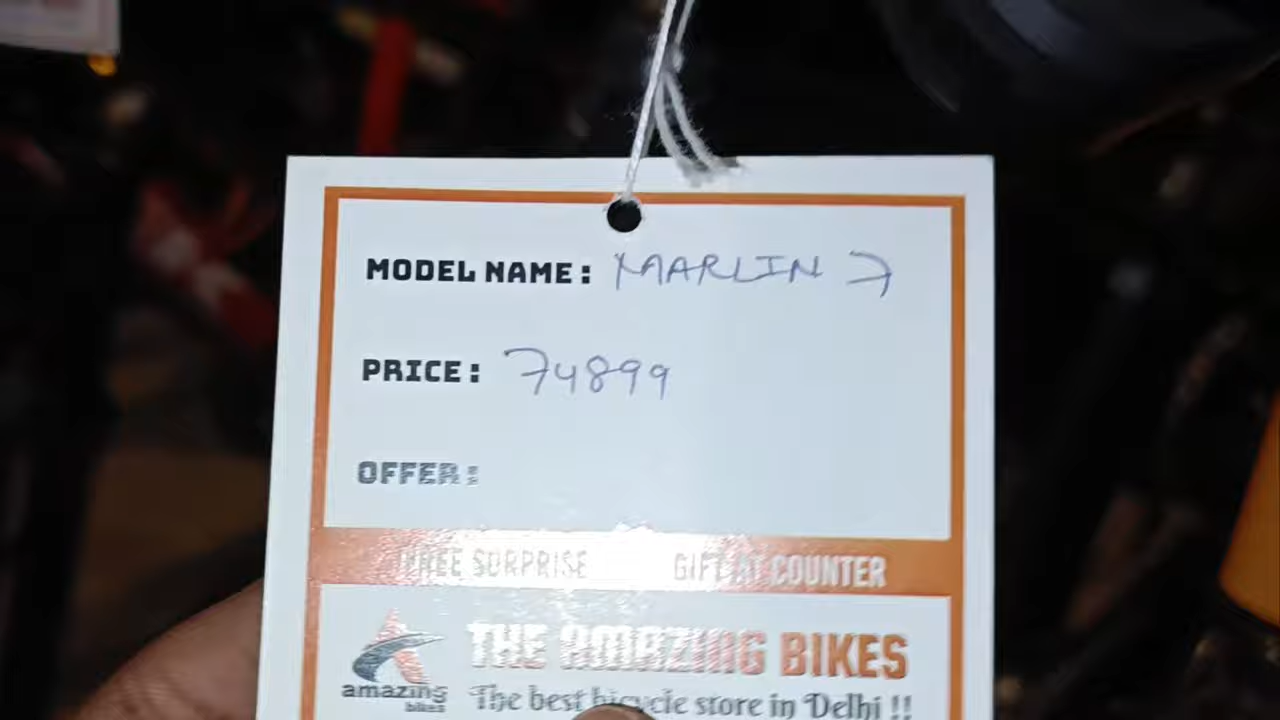 MODEL NAME: MARLIN 7
PRICE: 74899
OFFER:
FREE SURPRISE GIFT AT COUNTER
THE AMAZING BIKES
amazing
bikes
The best bicycle store in Delhi !!